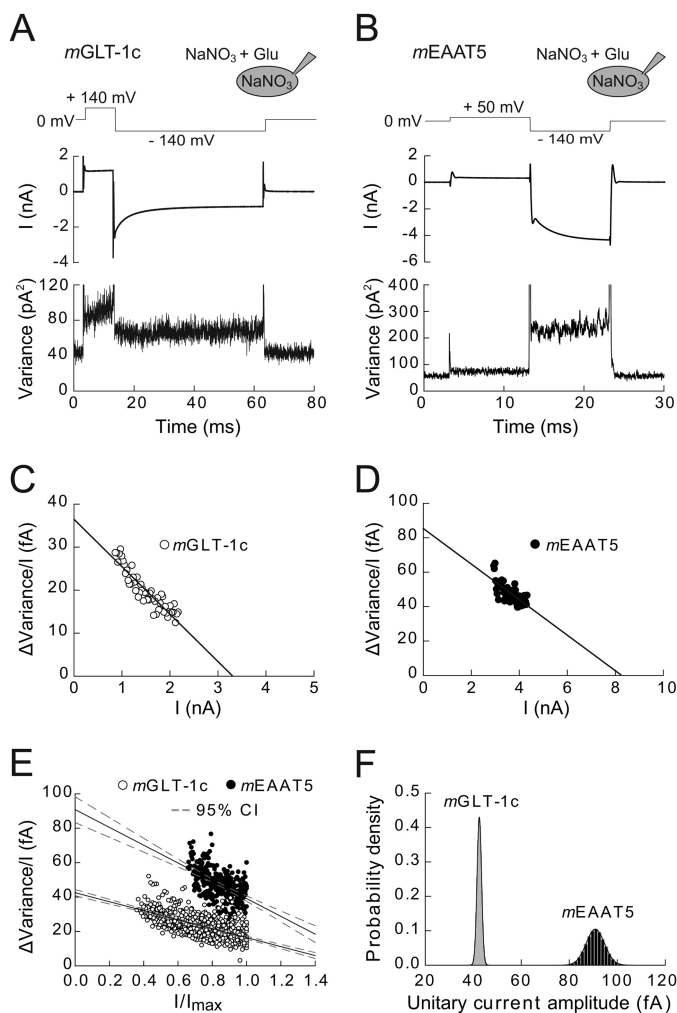 A
B
mGLT-1c
NaNO3 + Glu
NaNO3
mEAAT5
NaNO3 + Glu
NaNO3
+ 140 mV
0 mV
- 140 mV
+ 50 mV
0 mV
- 140 mV
2
0
-2
-4
I (nA)
2
0
-2
-4
-6
I (nA)
120
80
40
0
Variance (pA²)
400
300
200
100
0
Variance (pA²)
0 20 40 60 80
Time (ms)
0 10 20 30
Time (ms)
C
D
40
30
20
10
0
ΔVariance/I (fA)
mGLT-1c
0 1 2 3 4 5
I (nA)
100
80
60
40
20
0
ΔVariance/I (fA)
mEAAT5
0 2 4 6 8 10
I (nA)
E
F
mGLT-1c
mEAAT5
95% CI
100
80
60
40
20
0
ΔVariance/I (fA)
0.0 0.2 0.4 0.6 0.8 1.0 1.2 1.4
I/Imax
mGLT-1c
mEAAT5
0.5
0.4
0.3
0.2
0.1
0.0
Probability density
20 40 60 80 100 120
Unitary current amplitude (fA)